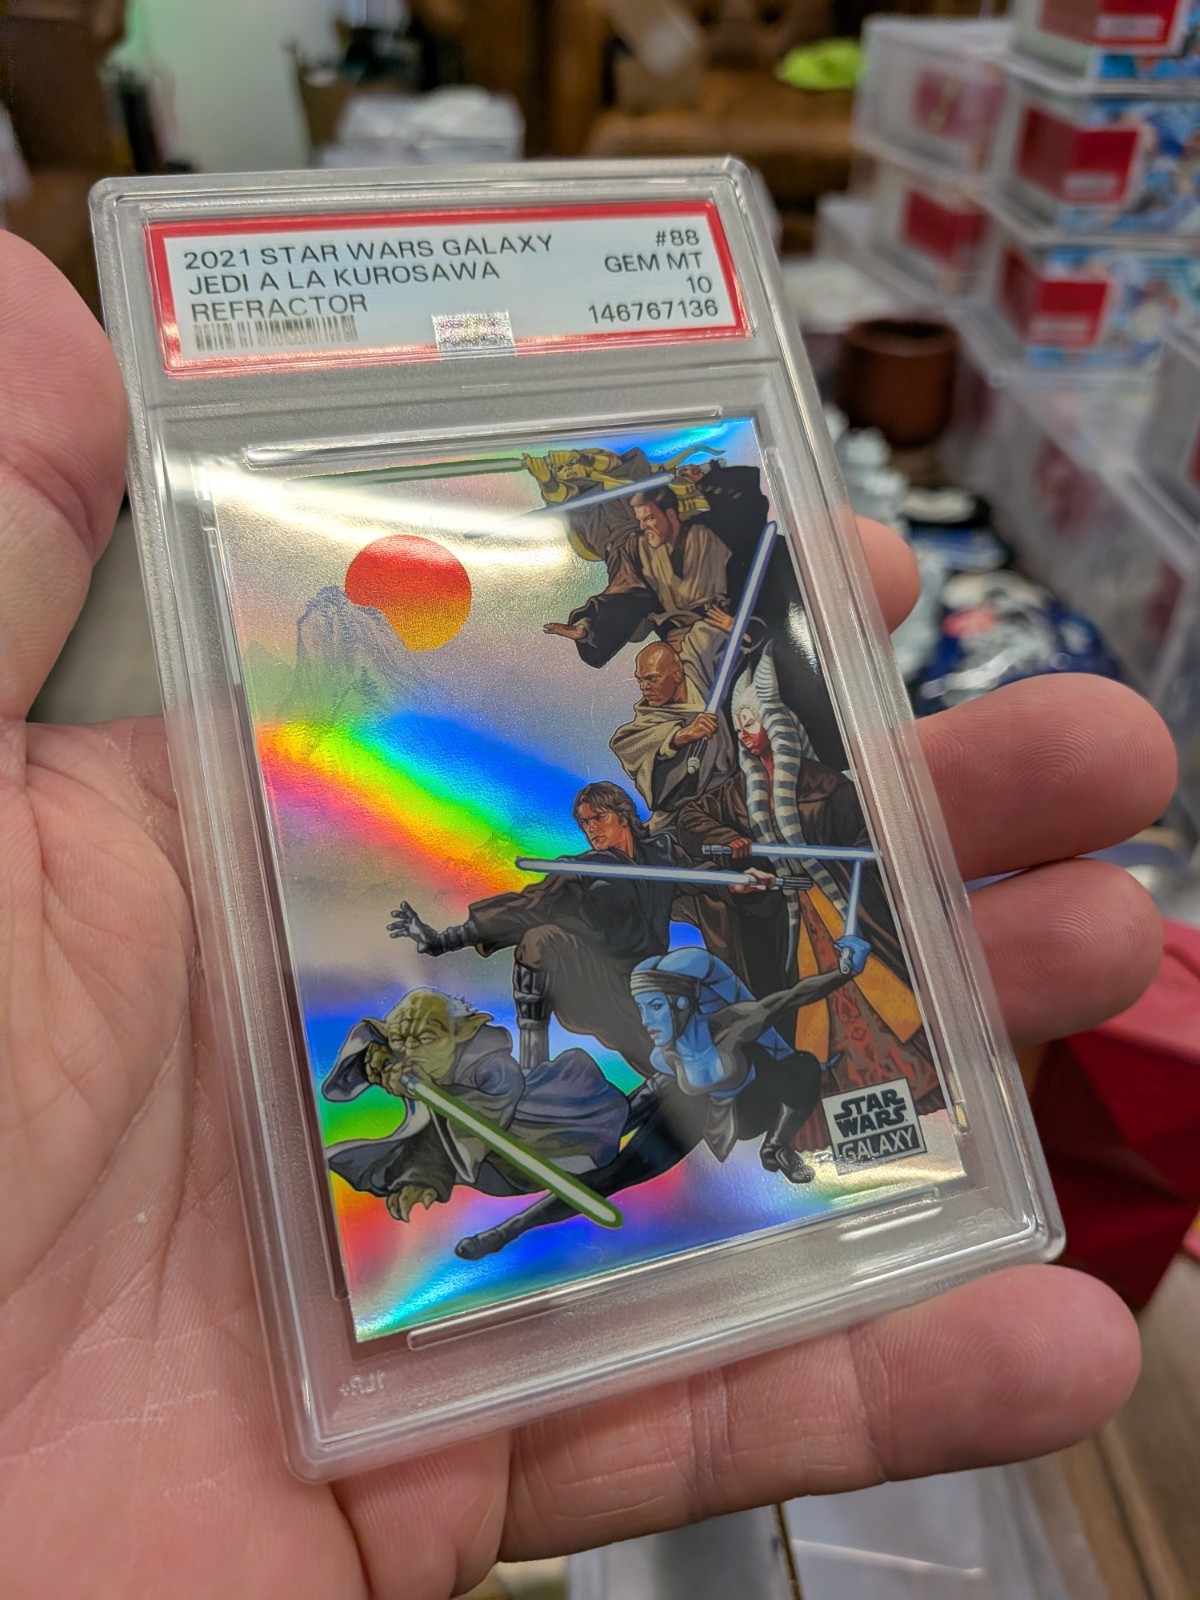 2021 STAR WARS GALAXY #88
JEDI A LA KUROSAWA GEM MT
REFRACTOR 10
146767136
STAR
WARS
GALAXY